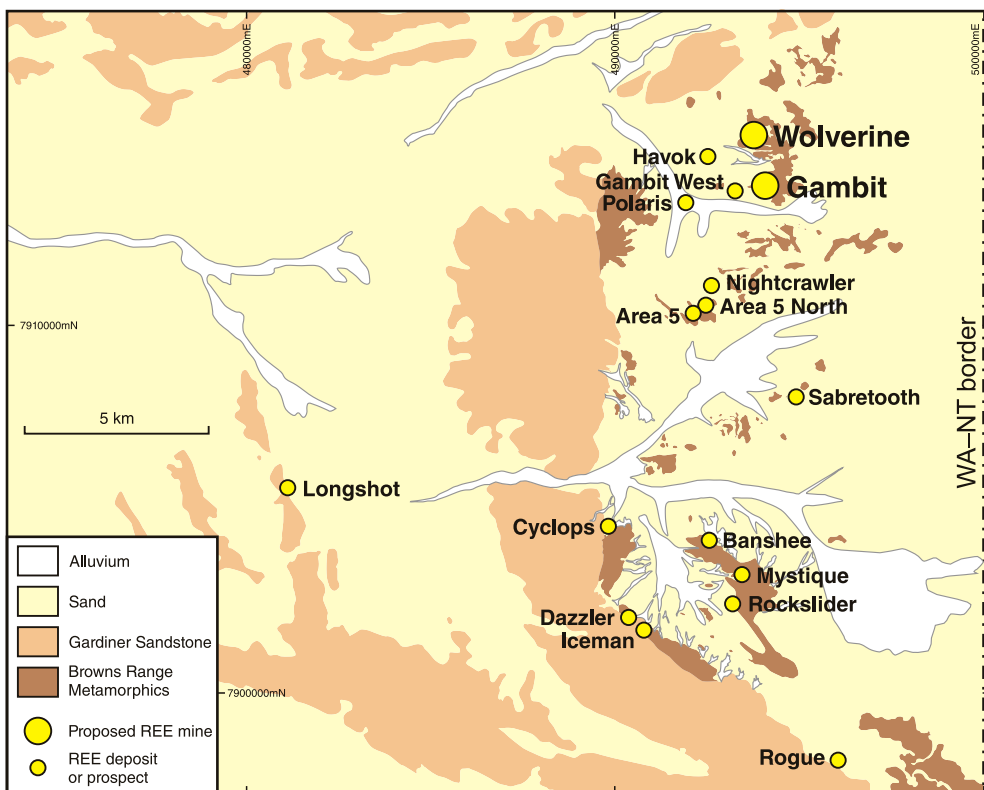 480000mE
490000mE
500000mE
Wolverine
Havok
Gambit West
Gambit
Polaris
Nightcrawler
Area 5 North
Area 5
7910000mN
WA–NT border
Sabretooth
5 km
Longshot
Cyclops
Banshee
Mystique
Rockslider
Dazzler
Iceman
7900000mN
Rogue
Alluvium
Sand
Gardiner Sandstone
Browns Range
Metamorphics
Proposed REE mine
REE deposit
or prospect